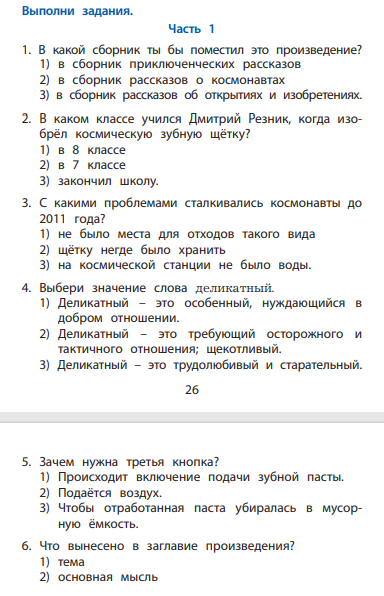 Выполни задания.
Часть 1
1. В какой сборник ты бы поместил это произведение?
1) в сборник приключенческих рассказов
2) в сборник рассказов о космонавтах
3) в сборник рассказов об открытиях и изобретениях.
2. В каком классе учился Дмитрий Резник, когда изо-
брёл космическую зубную щётку?
1) в 8 классе
2) в 7 классе
3) закончил школу.
3. С какими проблемами сталкивались космонавты до
2011 года?
1) не было места для отходов такого вида
2) щётку негде было хранить
3) на космической станции не было воды.
4. Выбери значение слова деликатный.
1) Деликатный – это особенный, нуждающийся в
добром отношении.
2) Деликатный – это требующий осторожного и
тактичного отношения; щекотливый.
3) Деликатный – это трудолюбивый и старательный.
26
5. Зачем нужна третья кнопка?
1) Происходит включение подачи зубной пасты.
2) Подаётся воздух.
3) Чтобы отработанная паста убиралась в мусор-
ную ёмкость.
6. Что вынесено в заглавие произведения?
1) тема
2) основная мысль